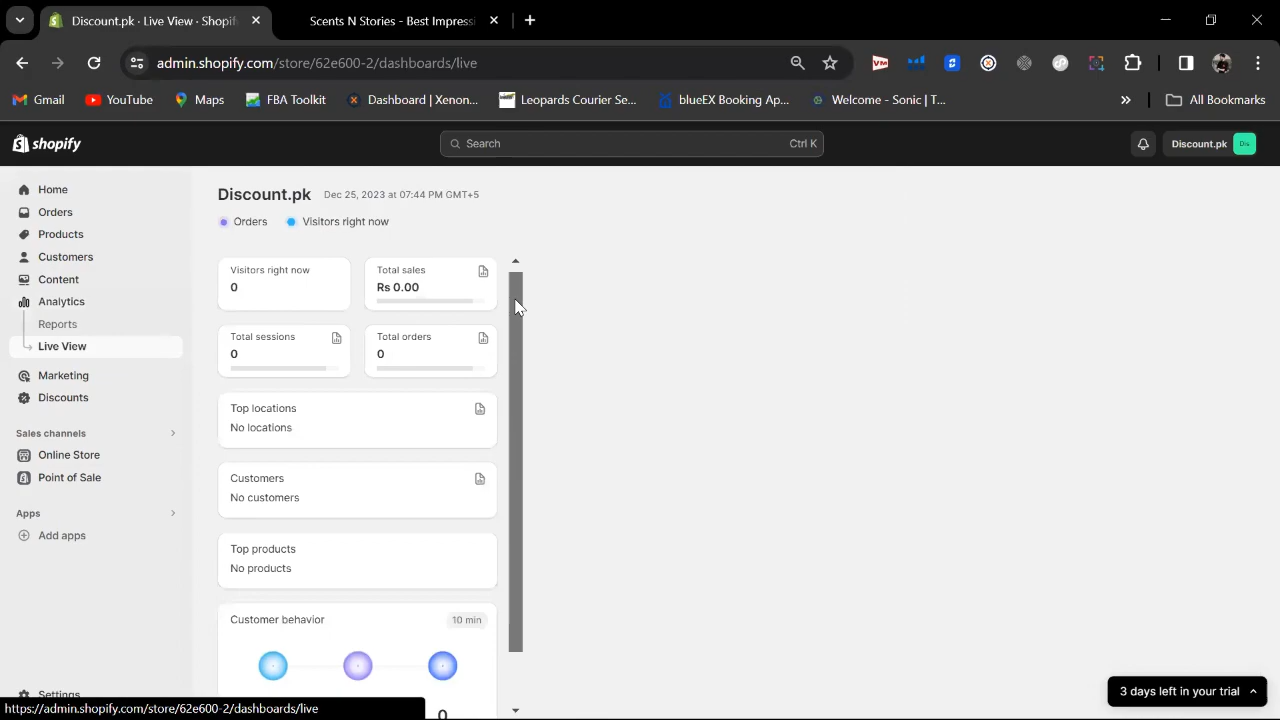 Discount.pk · Live View · Shopif
Scents N Stories - Best Impressi
admin.shopify.com/store/62e600-2/dashboards/live
Gmail
YouTube
Maps
FBA Toolkit
Dashboard | Xenon...
Leopards Courier Se...
blueEX Booking Ap...
Welcome - Sonic | T...
All Bookmarks
shopify
Search
Ctrl K
Discount.pk
Dis
Home
Orders
Products
Customers
Content
Analytics
Reports
Live View
Marketing
Discounts
Sales channels
Online Store
Point of Sale
Apps
Add apps
Settings
https://admin.shopify.com/store/62e600-2/dashboards/live
Discount.pk Dec 25, 2023 at 07:44 PM GMT+5
Orders Visitors right now
Visitors right now
0
Total sales
Rs 0.00
Total sessions
0
Total orders
0
Top locations
No locations
Customers
No customers
Top products
No products
Customer behavior
10 min
0
3 days left in your trial